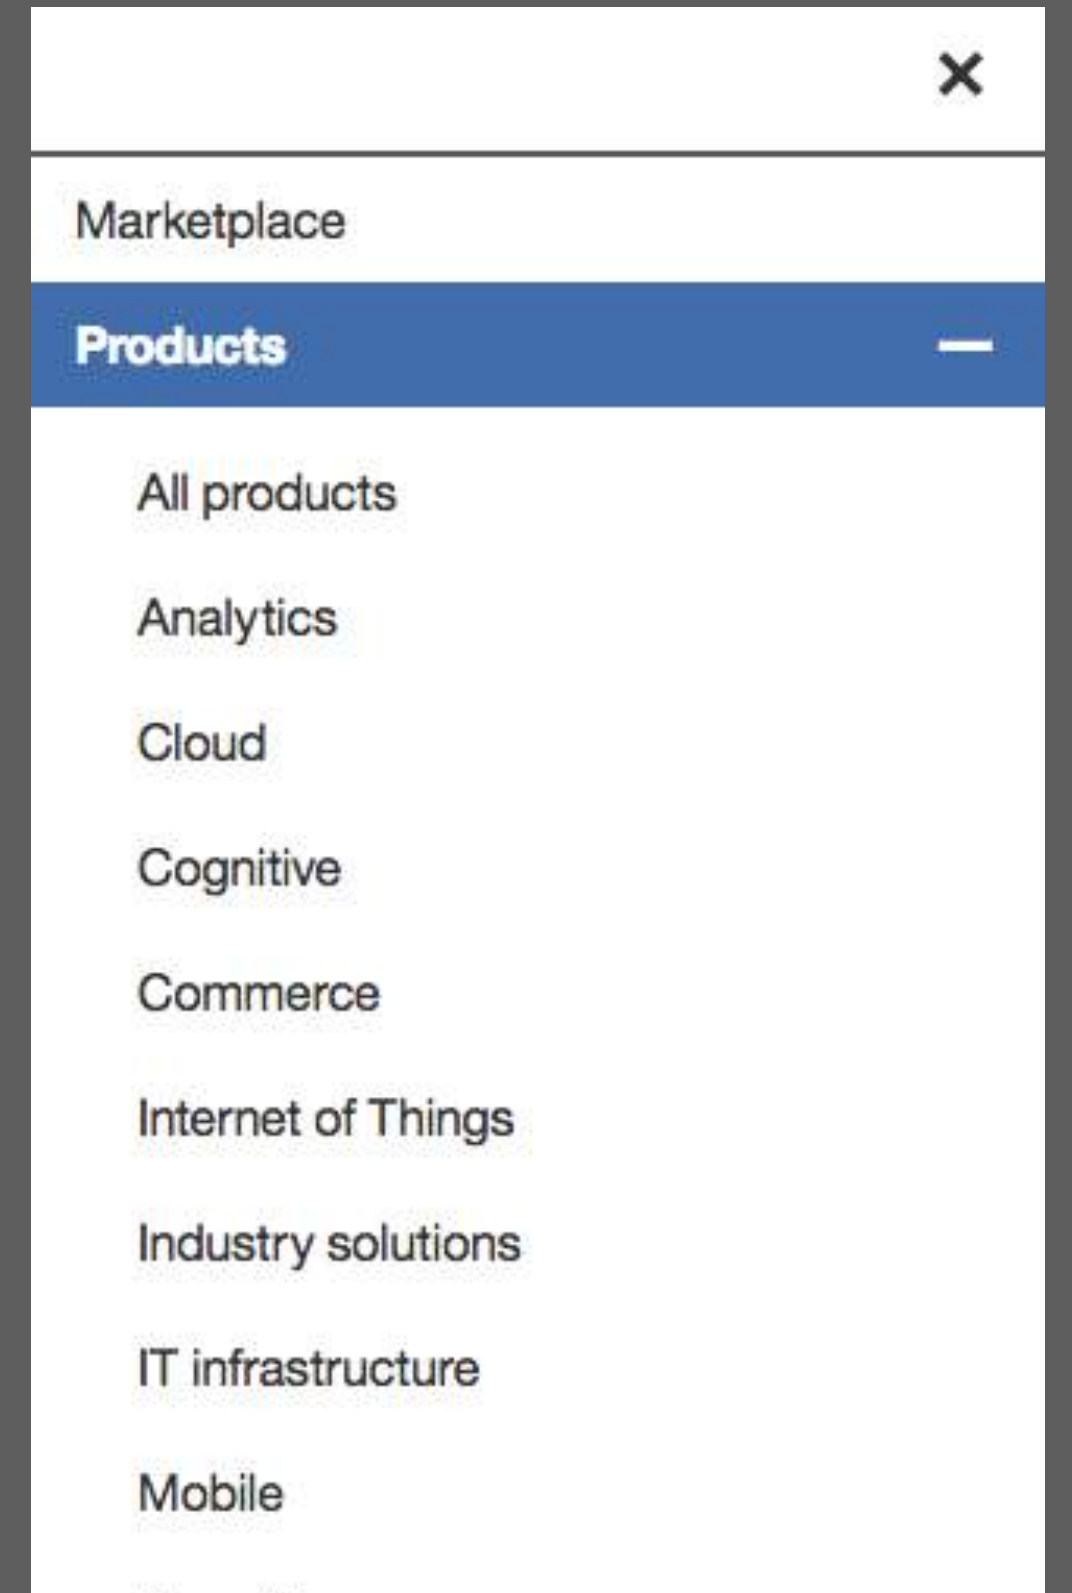 Marketplace
Products
All products
Analytics
Cloud
Cognitive
Commerce
Internet of Things
Industry solutions
IT infrastructure
Mobile